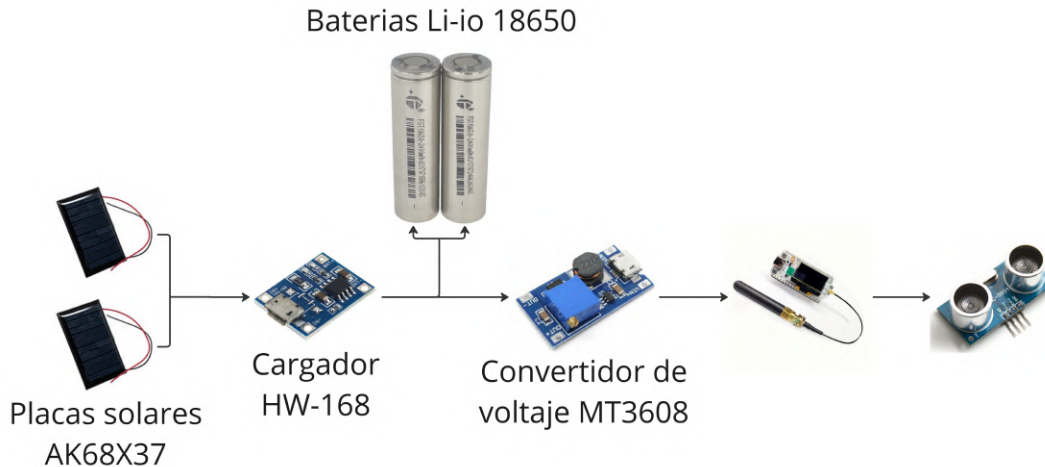 Baterias Li-io 18650
Cargador
HW-168
Convertidor de
voltaje MT3608
Placas solares
AK68X37